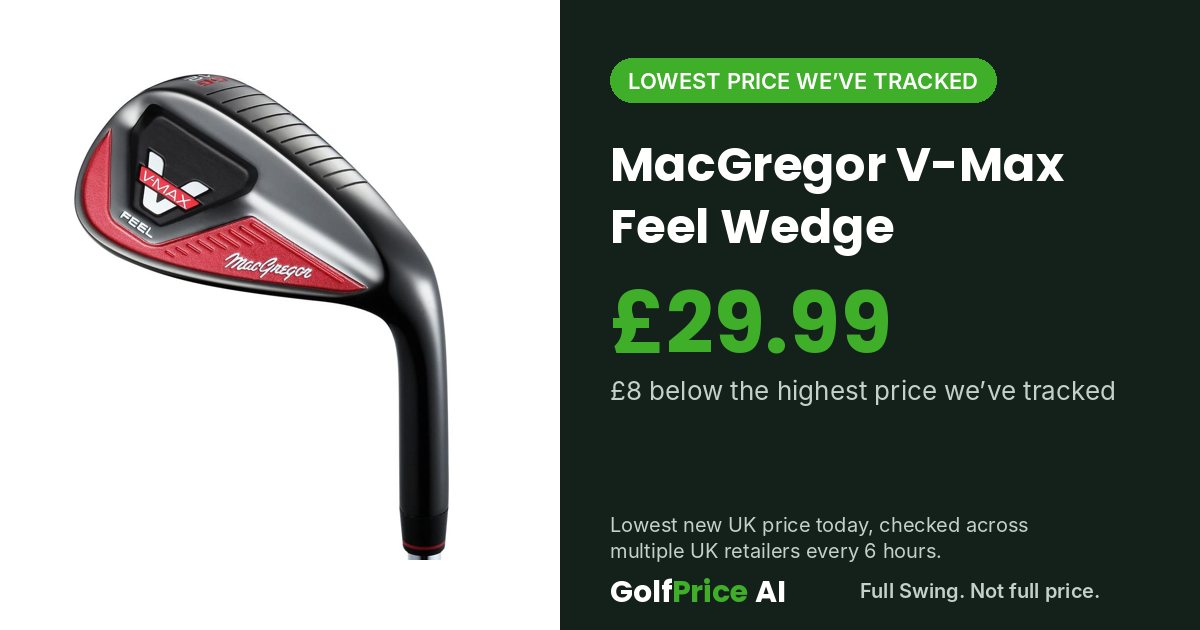 V-MAX
FEEL
MacGregor
LOWEST PRICE WE’VE TRACKED
MacGregor V-Max
Feel Wedge
£29.99
£8 below the highest price we’ve tracked
Lowest new UK price today, checked across
multiple UK retailers every 6 hours.
GolfPrice AI
Full Swing. Not full price.